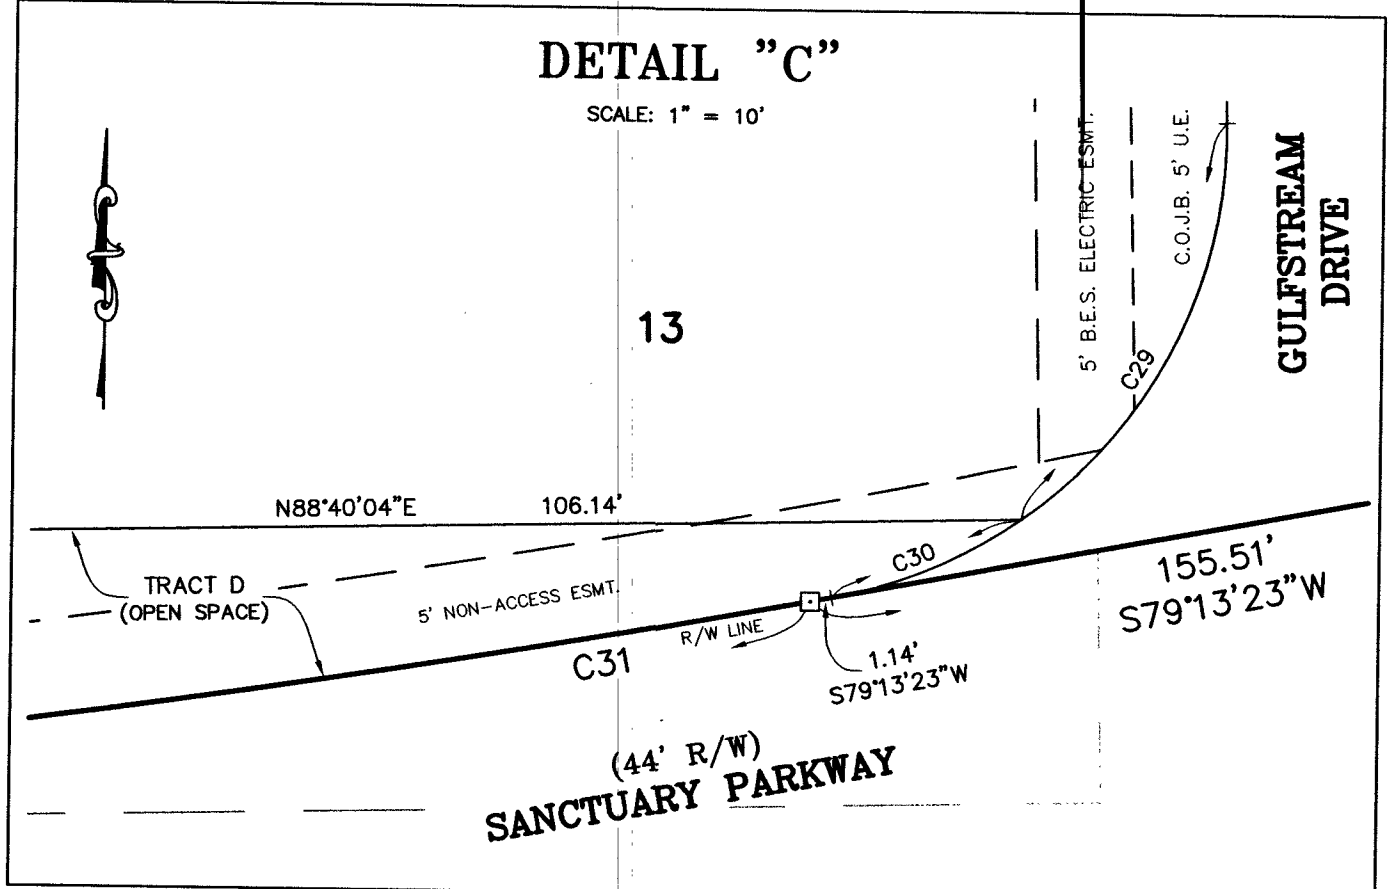 DETAIL "C"
SCALE: 1" = 10'
5' B.E.S. ELECTRIC ESMT.
C.O.J.B. 5' U.E.
GULFSTREAM
DRIVE
13
C29
N88°40'04"E 106.14'
C30
TRACT D
(OPEN SPACE)
5' NON-ACCESS ESMT.
155.51'
S79°13'23"W
R/W LINE
C31
1.14'
S79°13'23"W
(44' R/W)
SANCTUARY PARKWAY